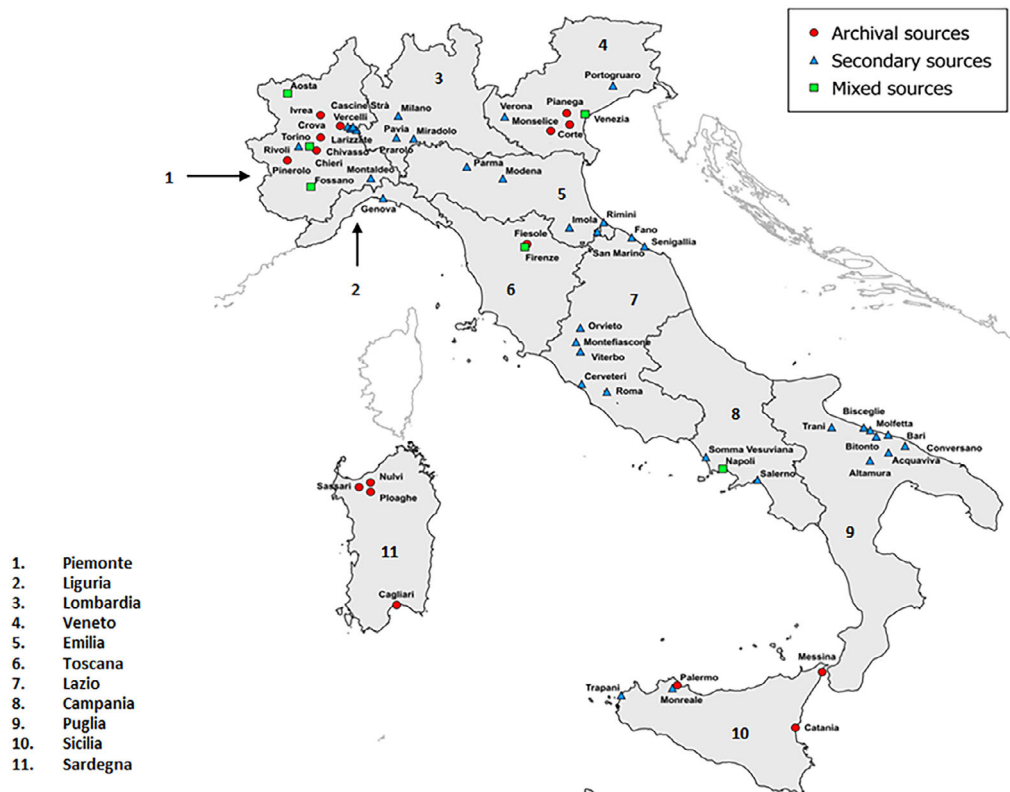 Archival sources
Secondary sources
Mixed sources
4
3
Portogruaro
Aosta
Ivrea
Cascine Strà
Crova
Vercelli
Milano
Verona
Pianega
Monselice
Venezia
Corte
Torino
Larizzate
Pavia
Miradolo
Rivoli
Chivasso
Prarolo
Chieri
Pinerolo
Montaldeo
Parma
Modena
1
Fossano
5
Genova
Imola
Rimini
Fiesole
Fano
San Marino
Senigallia
Firenze
2
6
7
Orvieto
Montefiascone
Viterbo
Cerveteri
Roma
8
Bisceglie
Trani
Molfetta
Bari
Bitonto
Conversano
Acquaviva
Altamura
Somma Vesuviana
Napoli
Salerno
Nulvi
Sassari
Ploaghe
9
11
Cagliari
Messina
Palermo
Trapani
Monreale
10
Catania
1. Piemonte
2. Liguria
3. Lombardia
4. Veneto
5. Emilia
6. Toscana
7. Lazio
8. Campania
9. Puglia
10. Sicilia
11. Sardegna